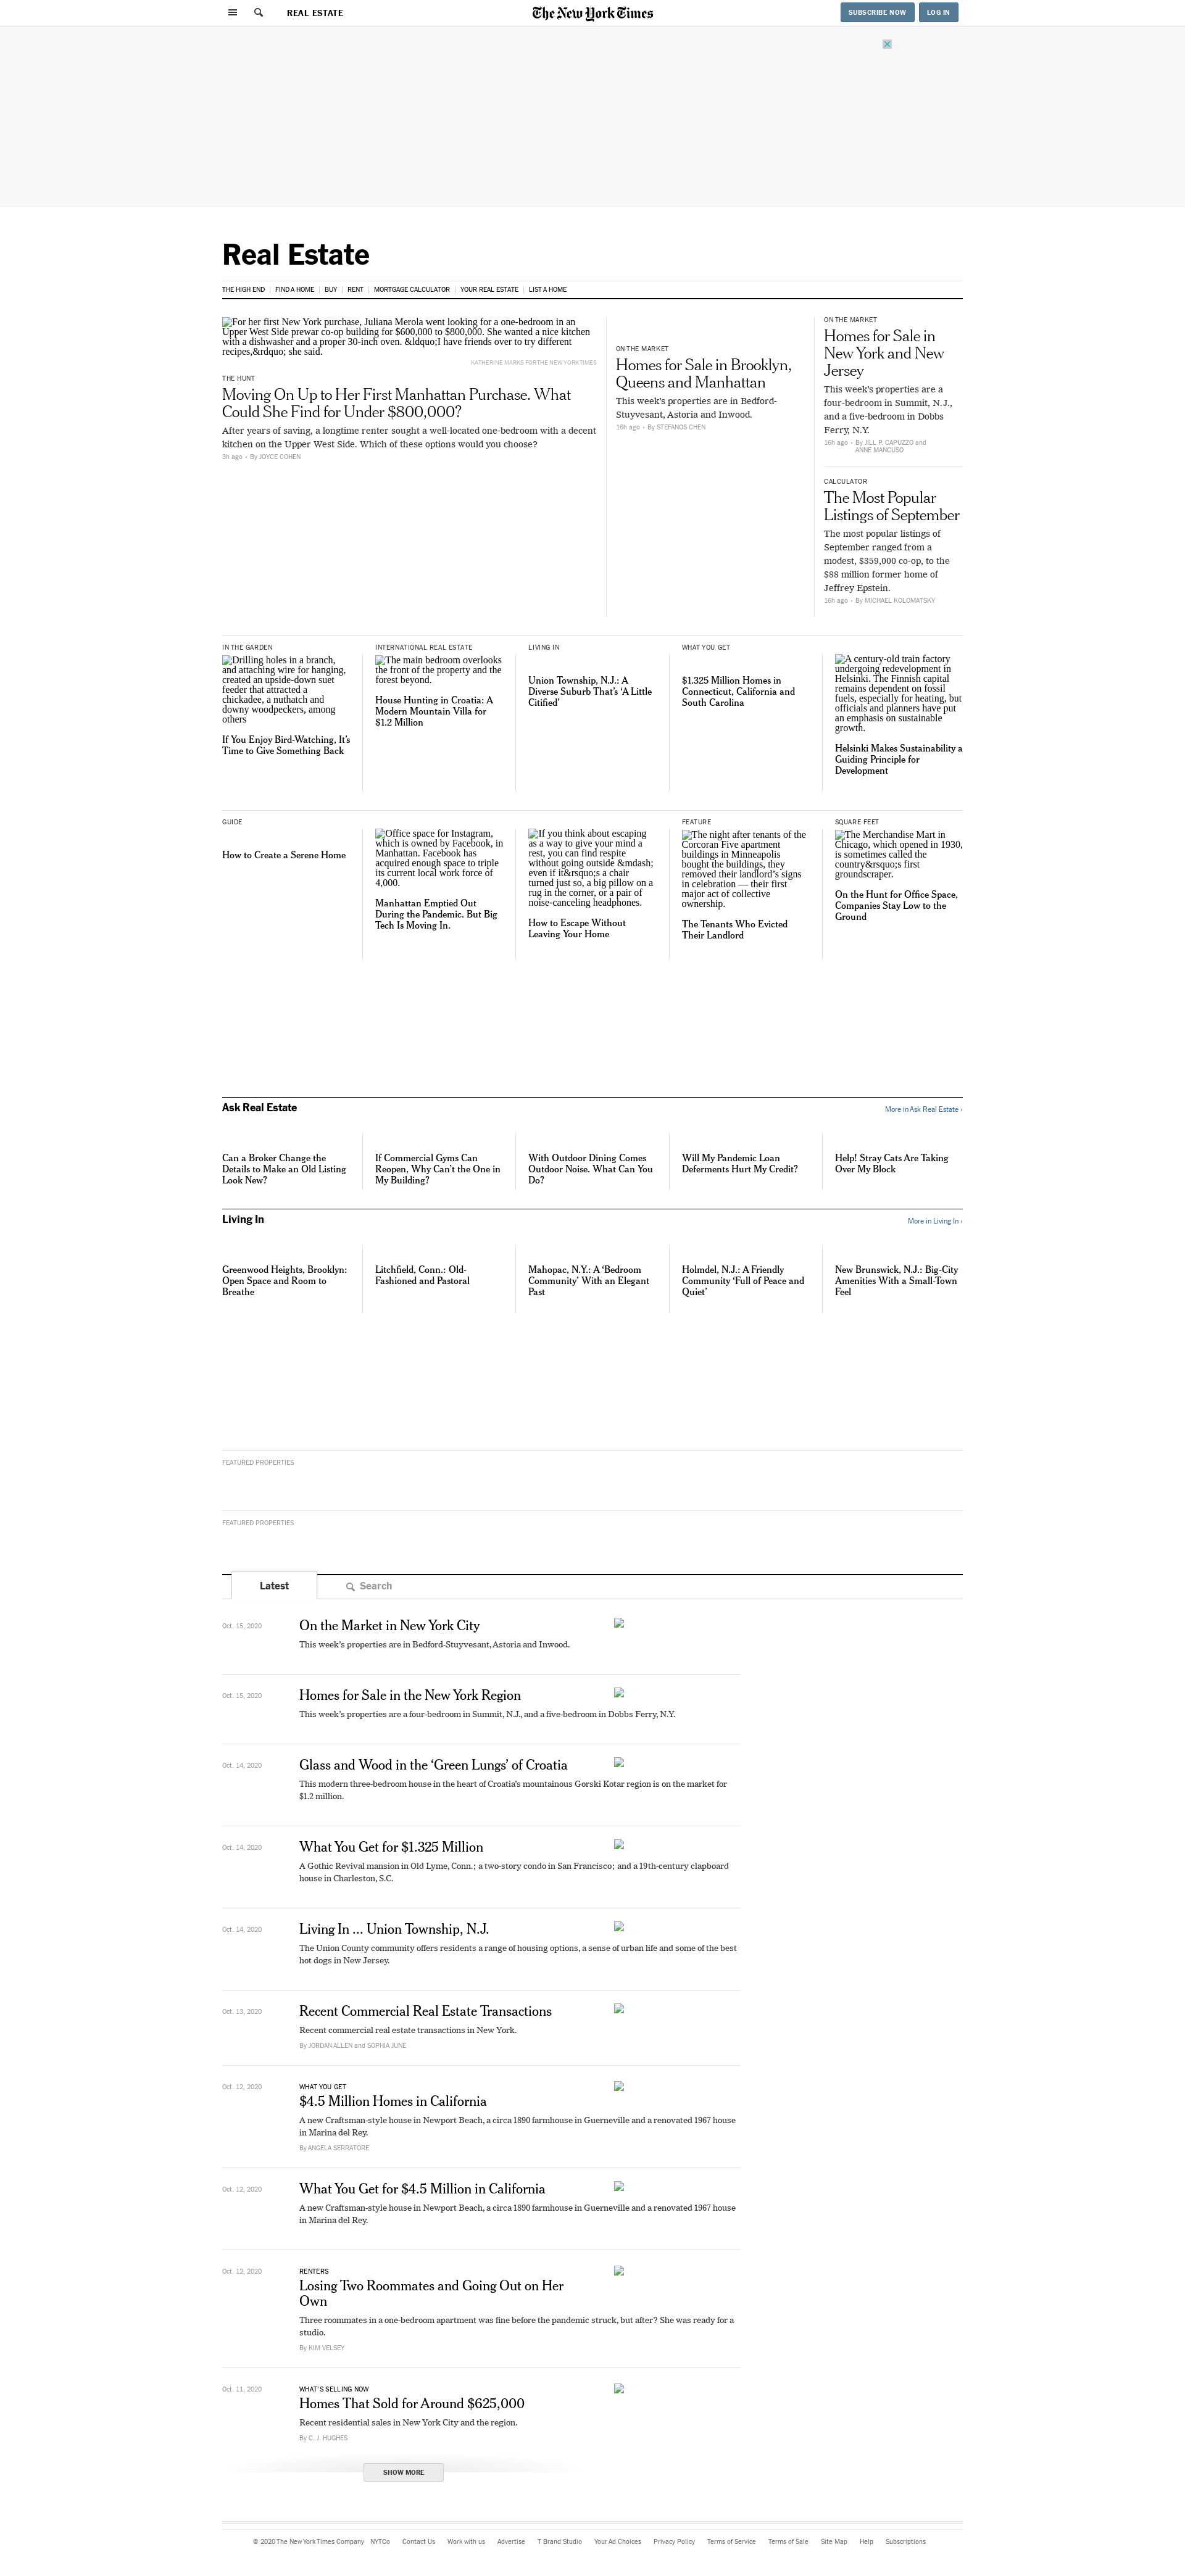 REAL ESTATE
The New York Times
SUBSCRIBE NOW
LOG IN
Real Estate
THE HIGH END | FIND A HOME | BUY | RENT | MORTGAGE CALCULATOR | YOUR REAL ESTATE | LIST A HOME
For her first New York purchase, Juliana Merola went looking for a one-bedroom in an
Upper West Side prewar co-op building for $600,000 to $800,000. She wanted a nice kitchen
with a dishwasher and a proper 30-inch oven. &ldquo;I have friends over to try different
recipes,&rdquo; she said.
KATHERINE MARKS FOR THE NEW YORK TIMES
THE HUNT
Moving On Up to Her First Manhattan Purchase. What
Could She Find for Under $800,000?
After years of saving, a longtime renter sought a well-located one-bedroom with a decent
kitchen on the Upper West Side. Which of these options would you choose?
3h ago • By JOYCE COHEN
ON THE MARKET
Homes for Sale in Brooklyn,
Queens and Manhattan
This week's properties are in Bedford-
Stuyvesant, Astoria and Inwood.
16h ago • By STEFANOS CHEN
ON THE MARKET
Homes for Sale in
New York and New
Jersey
This week's properties are a
four-bedroom in Summit, N.J.,
and a five-bedroom in Dobbs
Ferry, N.Y.
16h ago • By JILL P. CAPUZZO and
ANNE MANCUSO
CALCULATOR
The Most Popular
Listings of September
The most popular listings of
September ranged from a
modest, $359,000 co-op, to the
$88 million former home of
Jeffrey Epstein.
16h ago • By MICHAEL KOLOMATSKY
IN THE GARDEN
Drilling holes in a branch,
and attaching wire for hanging,
created an upside-down suet
feeder that attracted a
chickadee, a nuthatch and
downy woodpeckers, among
others
If You Enjoy Bird-Watching, It's
Time to Give Something Back
INTERNATIONAL REAL ESTATE
The main bedroom overlooks
the front of the property and the
forest beyond.
House Hunting in Croatia: A
Modern Mountain Villa for
$1.2 Million
LIVING IN
Union Township, N.J.: A
Diverse Suburb That's ‘A Little
Citified’
WHAT YOU GET
$1.325 Million Homes in
Connecticut, California and
South Carolina
A century-old train factory
undergoing redevelopment in
Helsinki. The Finnish capital
remains dependent on fossil
fuels, especially for heating, but
officials and planners have put
an emphasis on sustainable
growth.
Helsinki Makes Sustainability a
Guiding Principle for
Development
GUIDE
How to Create a Serene Home
Office space for Instagram,
which is owned by Facebook, in
Manhattan. Facebook has
acquired enough space to triple
its current local work force of
4,000.
Manhattan Emptied Out
During the Pandemic. But Big
Tech Is Moving In.
If you think about escaping
as a way to give your mind a
rest, you can find respite
without going outside &mdash;
even if it&rsquo;s a chair
turned just so, a big pillow on a
rug in the corner, or a pair of
noise-canceling headphones.
How to Escape Without
Leaving Your Home
FEATURE
The night after tenants of the
Corcoran Five apartment
buildings in Minneapolis
bought the buildings, they
removed their landlord's signs
in celebration — their first
major act of collective
ownership.
The Tenants Who Evicted
Their Landlord
SQUARE FEET
The Merchandise Mart in
Chicago, which opened in 1930,
is sometimes called the
country&rsquo;s first
groundscraper.
On the Hunt for Office Space,
Companies Stay Low to the
Ground
Ask Real Estate
More in Ask Real Estate ›
Can a Broker Change the
Details to Make an Old Listing
Look New?
If Commercial Gyms Can
Reopen, Why Can't the One in
My Building?
With Outdoor Dining Comes
Outdoor Noise. What Can You
Do?
Will My Pandemic Loan
Deferments Hurt My Credit?
Help! Stray Cats Are Taking
Over My Block
Living In
More in Living In ›
Greenwood Heights, Brooklyn:
Open Space and Room to
Breathe
Litchfield, Conn.: Old-
Fashioned and Pastoral
Mahopac, N.Y.: A ‘Bedroom
Community’ With an Elegant
Past
Holmdel, N.J.: A Friendly
Community ‘Full of Peace and
Quiet’
New Brunswick, N.J.: Big-City
Amenities With a Small-Town
Feel
FEATURED PROPERTIES
FEATURED PROPERTIES
Latest
Search
Oct. 15, 2020
On the Market in New York City
This week's properties are in Bedford-Stuyvesant, Astoria and Inwood.
Oct. 15, 2020
Homes for Sale in the New York Region
This week's properties are a four-bedroom in Summit, N.J., and a five-bedroom in Dobbs Ferry, N.Y.
Oct. 14, 2020
Glass and Wood in the ‘Green Lungs’ of Croatia
This modern three-bedroom house in the heart of Croatia's mountainous Gorski Kotar region is on the market for
$1.2 million.
Oct. 14, 2020
What You Get for $1.325 Million
A Gothic Revival mansion in Old Lyme, Conn.; a two-story condo in San Francisco; and a 19th-century clapboard
house in Charleston, S.C.
Oct. 14, 2020
Living In ... Union Township, N.J.
The Union County community offers residents a range of housing options, a sense of urban life and some of the best
hot dogs in New Jersey.
Oct. 13, 2020
Recent Commercial Real Estate Transactions
Recent commercial real estate transactions in New York.
By JORDAN ALLEN and SOPHIA JUNE
Oct. 12, 2020
WHAT YOU GET
$4.5 Million Homes in California
A new Craftsman-style house in Newport Beach, a circa 1890 farmhouse in Guerneville and a renovated 1967 house
in Marina del Rey.
By ANGELA SERRATORE
Oct. 12, 2020
What You Get for $4.5 Million in California
A new Craftsman-style house in Newport Beach, a circa 1890 farmhouse in Guerneville and a renovated 1967 house
in Marina del Rey.
Oct. 12, 2020
RENTERS
Losing Two Roommates and Going Out on Her
Own
Three roommates in a one-bedroom apartment was fine before the pandemic struck, but after? She was ready for a
studio.
By KIM VELSEY
Oct. 11, 2020
WHAT'S SELLING NOW
Homes That Sold for Around $625,000
Recent residential sales in New York City and the region.
By C. J. HUGHES
SHOW MORE
© 2020 The New York Times Company NYTCo Contact Us Work with us Advertise T Brand Studio Your Ad Choices Privacy Policy Terms of Service Terms of Sale Site Map Help Subscriptions